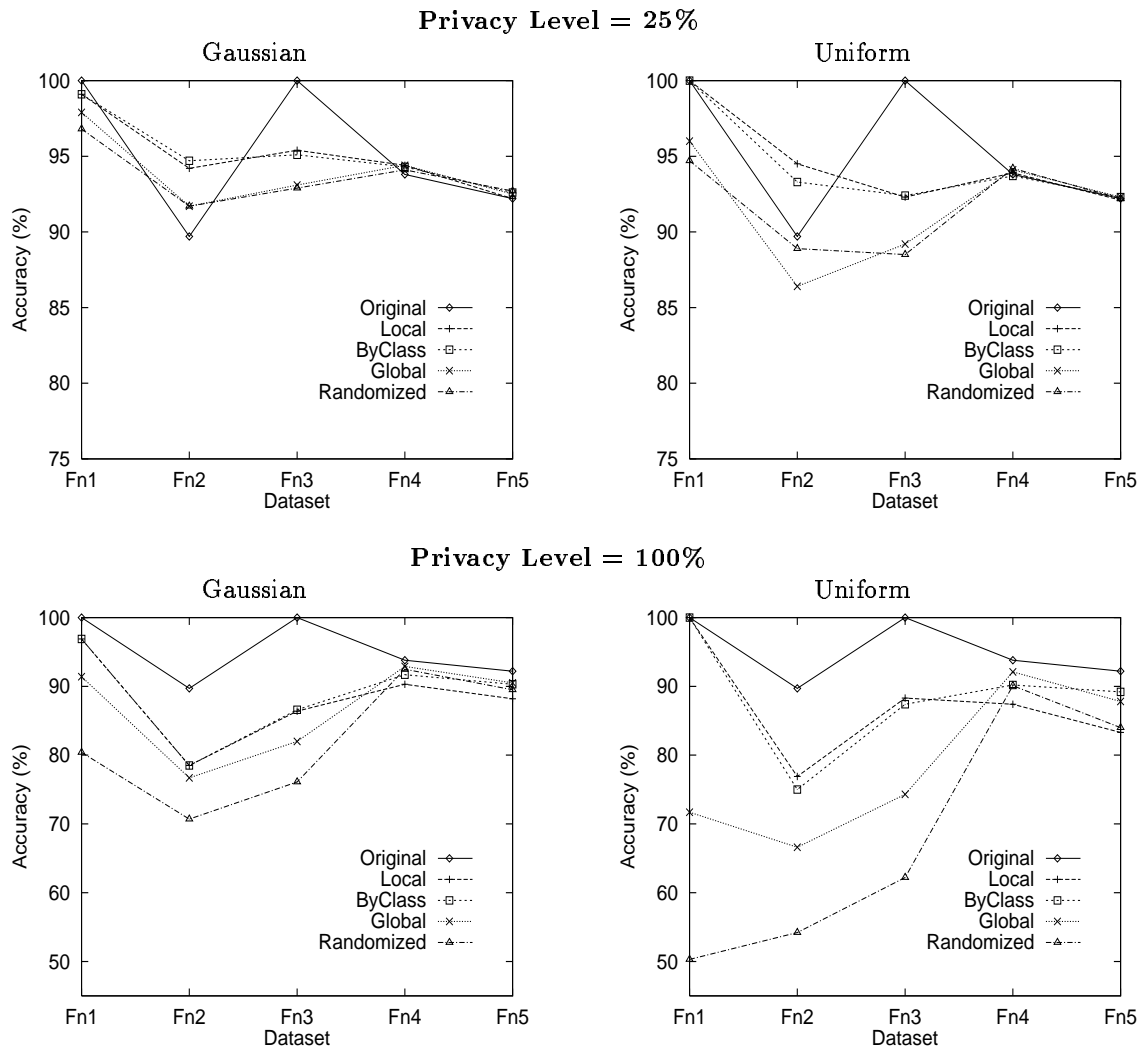 Privacy Level = 25%
Gaussian
100
95
90
85
80
75
Accuracy (%)
Original
Local
ByClass
Global
Randomized
Fn1 Fn2 Fn3 Fn4 Fn5
Dataset
Uniform
100
95
90
85
80
75
Accuracy (%)
Original
Local
ByClass
Global
Randomized
Fn1 Fn2 Fn3 Fn4 Fn5
Dataset
Privacy Level = 100%
Gaussian
100
90
80
70
60
50
Accuracy (%)
Original
Local
ByClass
Global
Randomized
Fn1 Fn2 Fn3 Fn4 Fn5
Dataset
Uniform
100
90
80
70
60
50
Accuracy (%)
Original
Local
ByClass
Global
Randomized
Fn1 Fn2 Fn3 Fn4 Fn5
Dataset